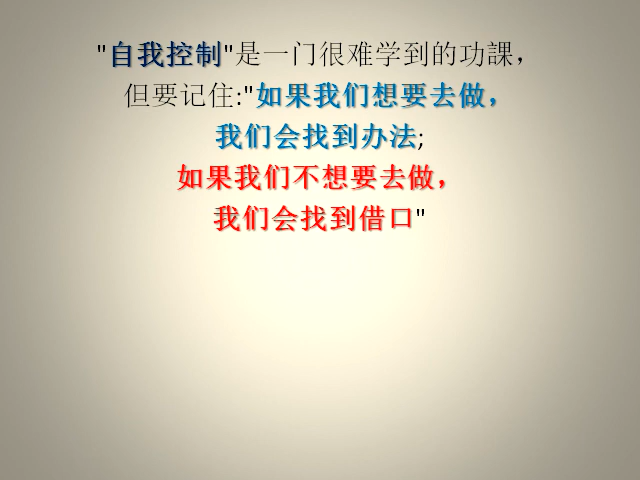 "自我控制"是一门很难学到的功課，
但要记住:"如果我们想要去做，
我们会找到办法;
如果我们不想要去做，
我们会找到借口"